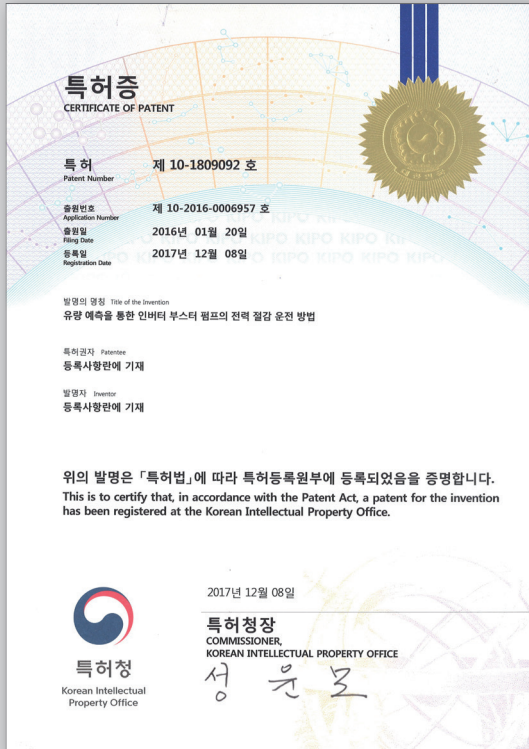 특허증
CERTIFICATE OF PATENT
특 허 제 10-1809092 호
Patent Number
출원번호 제 10-2016-0006957 호
Application Number
출원일 2016년 01월 20일
Filing Date
등록일 2017년 12월 08일
Registration Date
발명의 명칭 Title of the Invention
유량 예측을 통한 인버터 부스터 펌프의 전력 절감 운전 방법
특허권자 Patentee
등록사항란에 기재
발명자 Inventor
등록사항란에 기재
위의 발명은 「특허법」에 따라 특허등록원부에 등록되었음을 증명합니다.
This is to certify that, in accordance with the Patent Act, a patent for the invention
has been registered at the Korean Intellectual Property Office.
2017년 12월 08일
특허청장
COMMISSIONER,
KOREAN INTELLECTUAL PROPERTY OFFICE
성 윤 모
특허청
Korean Intellectual
Property Office